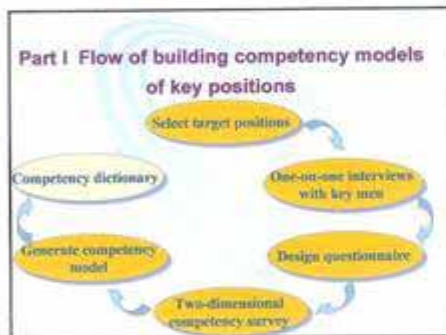 Part I Flow of building competency models
of key positions
Select target positions
One-on-one interviews
with key men
Design questionnaire
Two-dimensional
competency survey
Generate competency
model
Competency dictionary